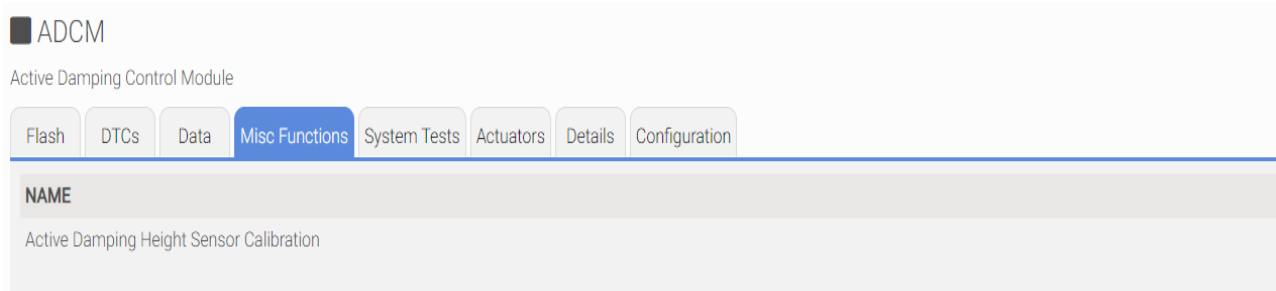 ADCM
Active Damping Control Module
Flash DTCs Data Misc Functions System Tests Actuators Details Configuration
NAME
Active Damping Height Sensor Calibration